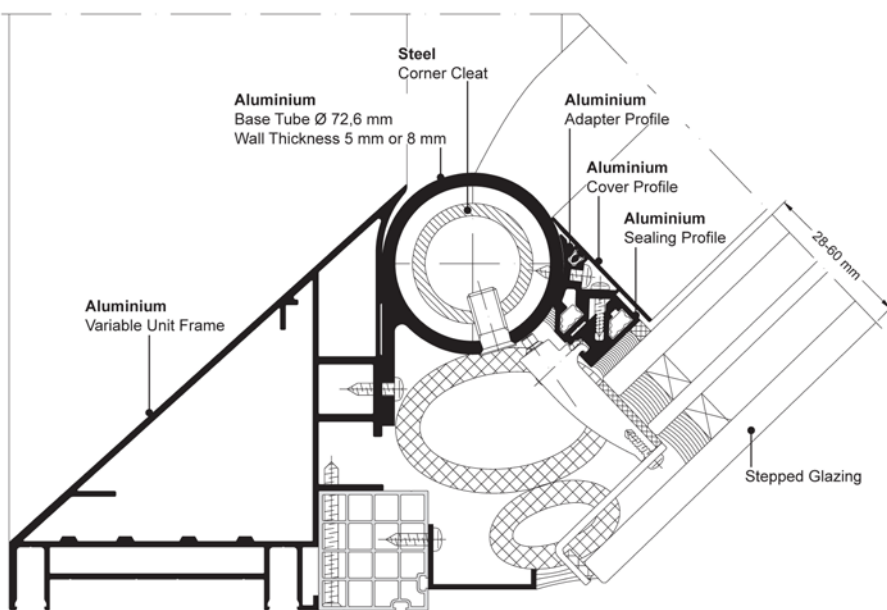 Steel
Corner Cleat
Aluminium
Base Tube Ø 72,6 mm
Wall Thickness 5 mm or 8 mm
Aluminium
Adapter Profile
Aluminium
Cover Profile
Aluminium
Sealing Profile
28-60 mm
Aluminium
Variable Unit Frame
Stepped Glazing